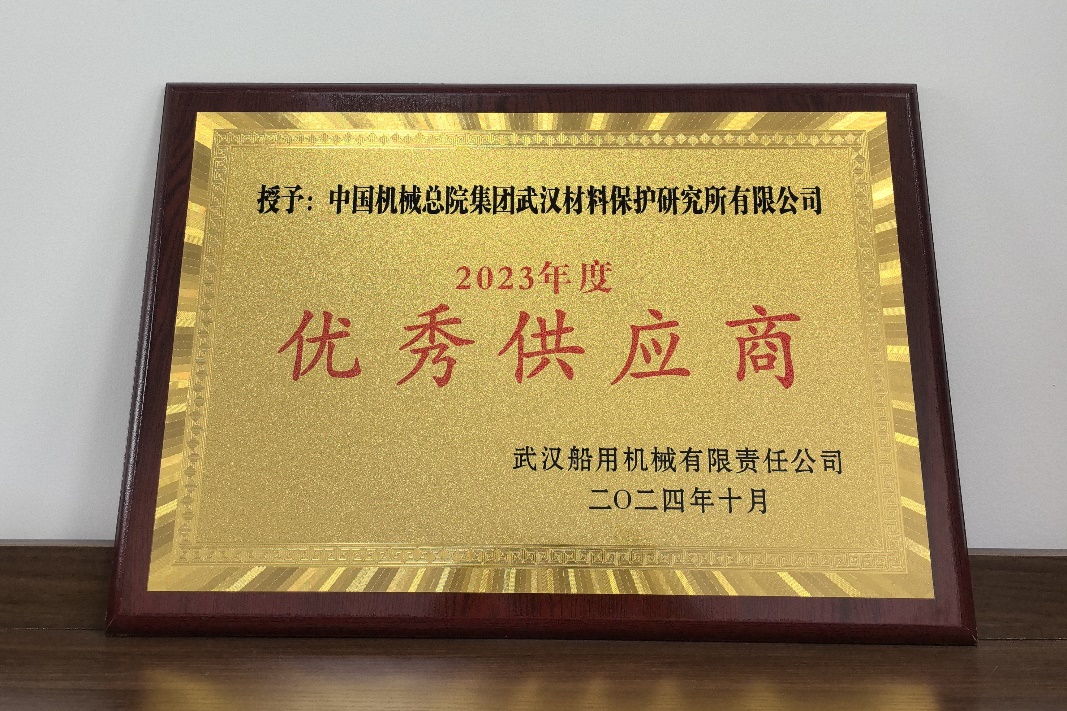 授予：中国机械总院集团武汉材料保护研究所有限公司
2023年度
优秀供应商
武汉船用机械有限责任公司
二〇二四年十月